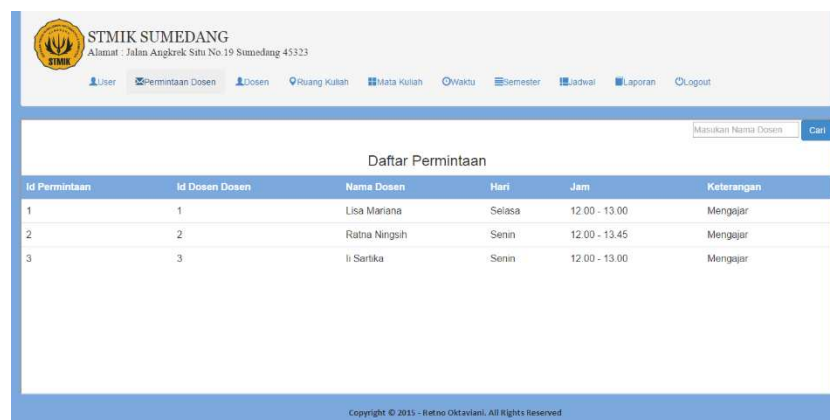 STMIK SUMEDANG
Alamat : Jalan Angkrek Situ No.19 Sumedang 45323
STMIK
User Permintaan Dosen Dosen Ruang Kuliah Mata Kuliah Waktu Semester Jadwal Laporan Logout
Masukan Nama Dosen Cari
Daftar Permintaan
Id Permintaan Id Dosen Dosen Nama Dosen Hari Jam Keterangan
1 1 Lisa Mariana Selasa 12.00 - 13.00 Mengajar
2 2 Ratna Ningsih Senin 12.00 - 13.45 Mengajar
3 3 Ii Sartika Senin 12.00 - 13.00 Mengajar
Copyright © 2015 - Retno Oktaviani. All Rights Reserved